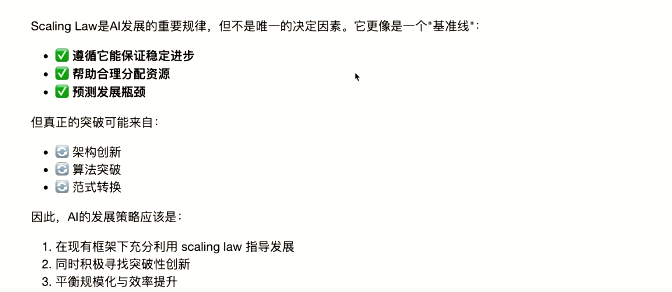 Scaling Law是AI发展的重要规律，但不是唯一的决定因素。它更像是一个"基准线"：
• ✅ 遵循它能保证稳定进步
• ✅ 帮助合理分配资源
• ✅ 预测发展瓶颈
但真正的突破可能来自：
• 🔄 架构创新
• 🔄 算法突破
• 🔄 范式转换
因此，AI的发展策略应该是：
1. 在现有框架下充分利用 scaling law 指导发展
2. 同时积极寻找突破性创新
3. 平衡规模化与效率提升